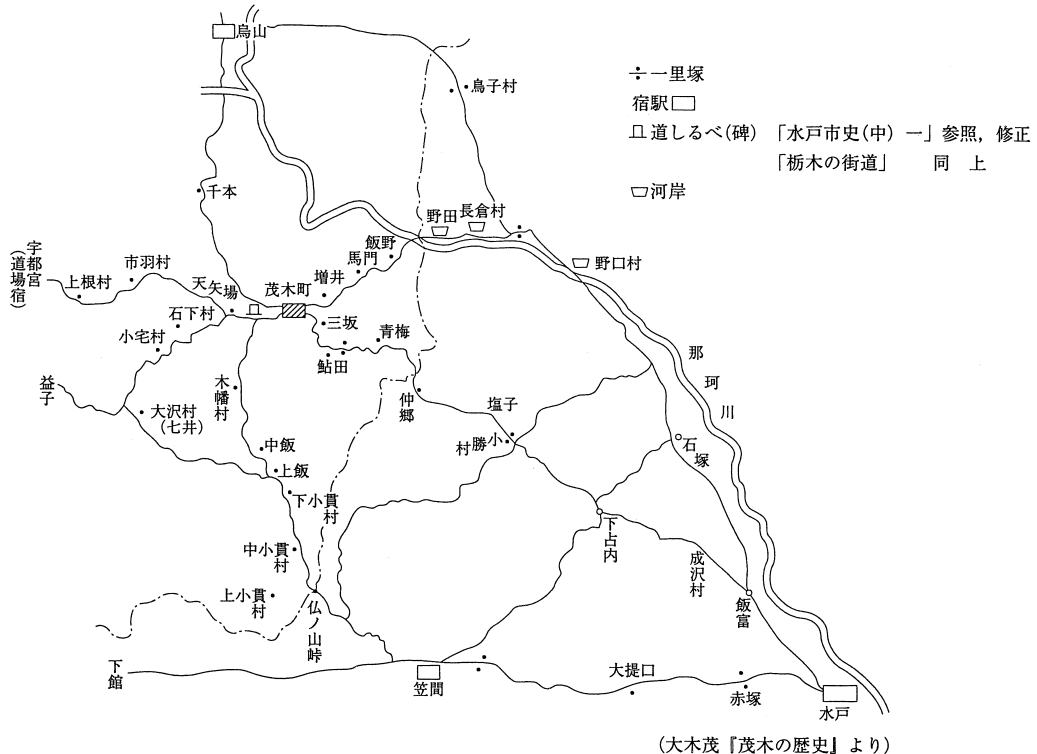 烏山
÷一里塚
宿駅
道しるべ(碑) 「水戸市史(中) 一」参照，修正
「栃木の街道」 同 上
河岸
鳥子村
千本
野田
長倉村
野口村
飯野
馬門
増井
茂木町
宇都宮
(道場宿)
市羽村
上根村
天矢場
石下村
小宅村
三坂
鮎田
青梅
益子
大沢村
(七井)
木幡村
仲郷
塩子
小勝村
那珂川
石塚
中飯
上飯
下小貫村
中小貫村
上小貫村
仏ノ山峠
下占内
成沢村
飯富
下館
笠間
大提口
赤塚
水戸
(大木茂『茂木の歴史』より)